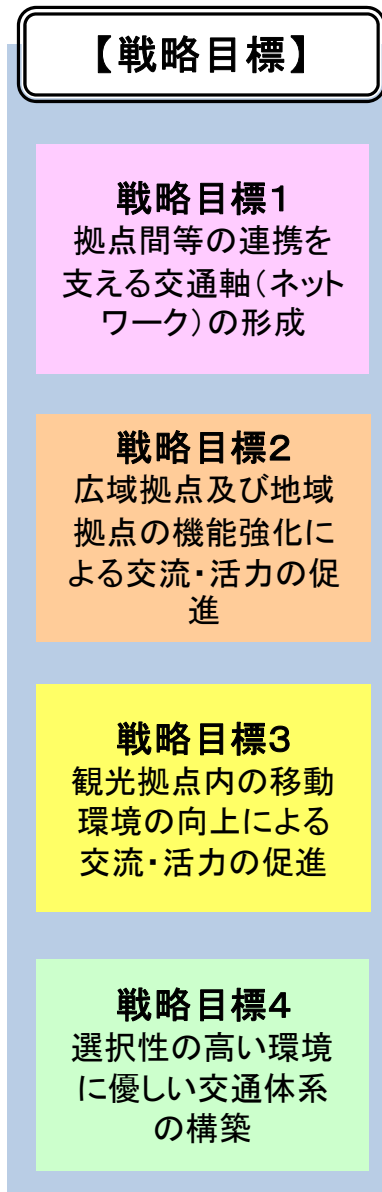 【戦略目標】
戦略目標1
拠点間等の連携を
支える交通軸(ネット
ワーク)の形成
戦略目標2
広域拠点及び地域
拠点の機能強化に
よる交流・活力の促
進
戦略目標3
観光拠点内の移動
環境の向上による
交流・活力の促進
戦略目標4
選択性の高い環境
に優しい交通体系
の構築